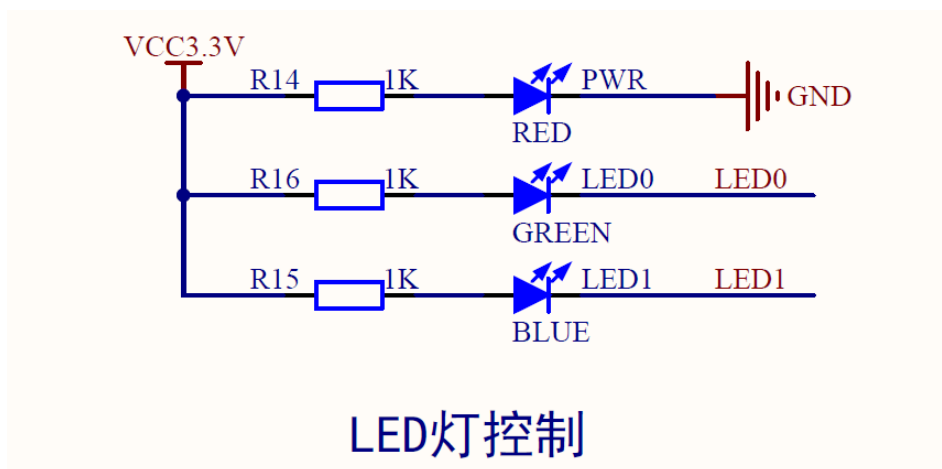 VCC3.3V
R14 1K PWR GND
RED
R16 1K LED0 LED0
GREEN
R15 1K LED1 LED1
BLUE
LED灯控制